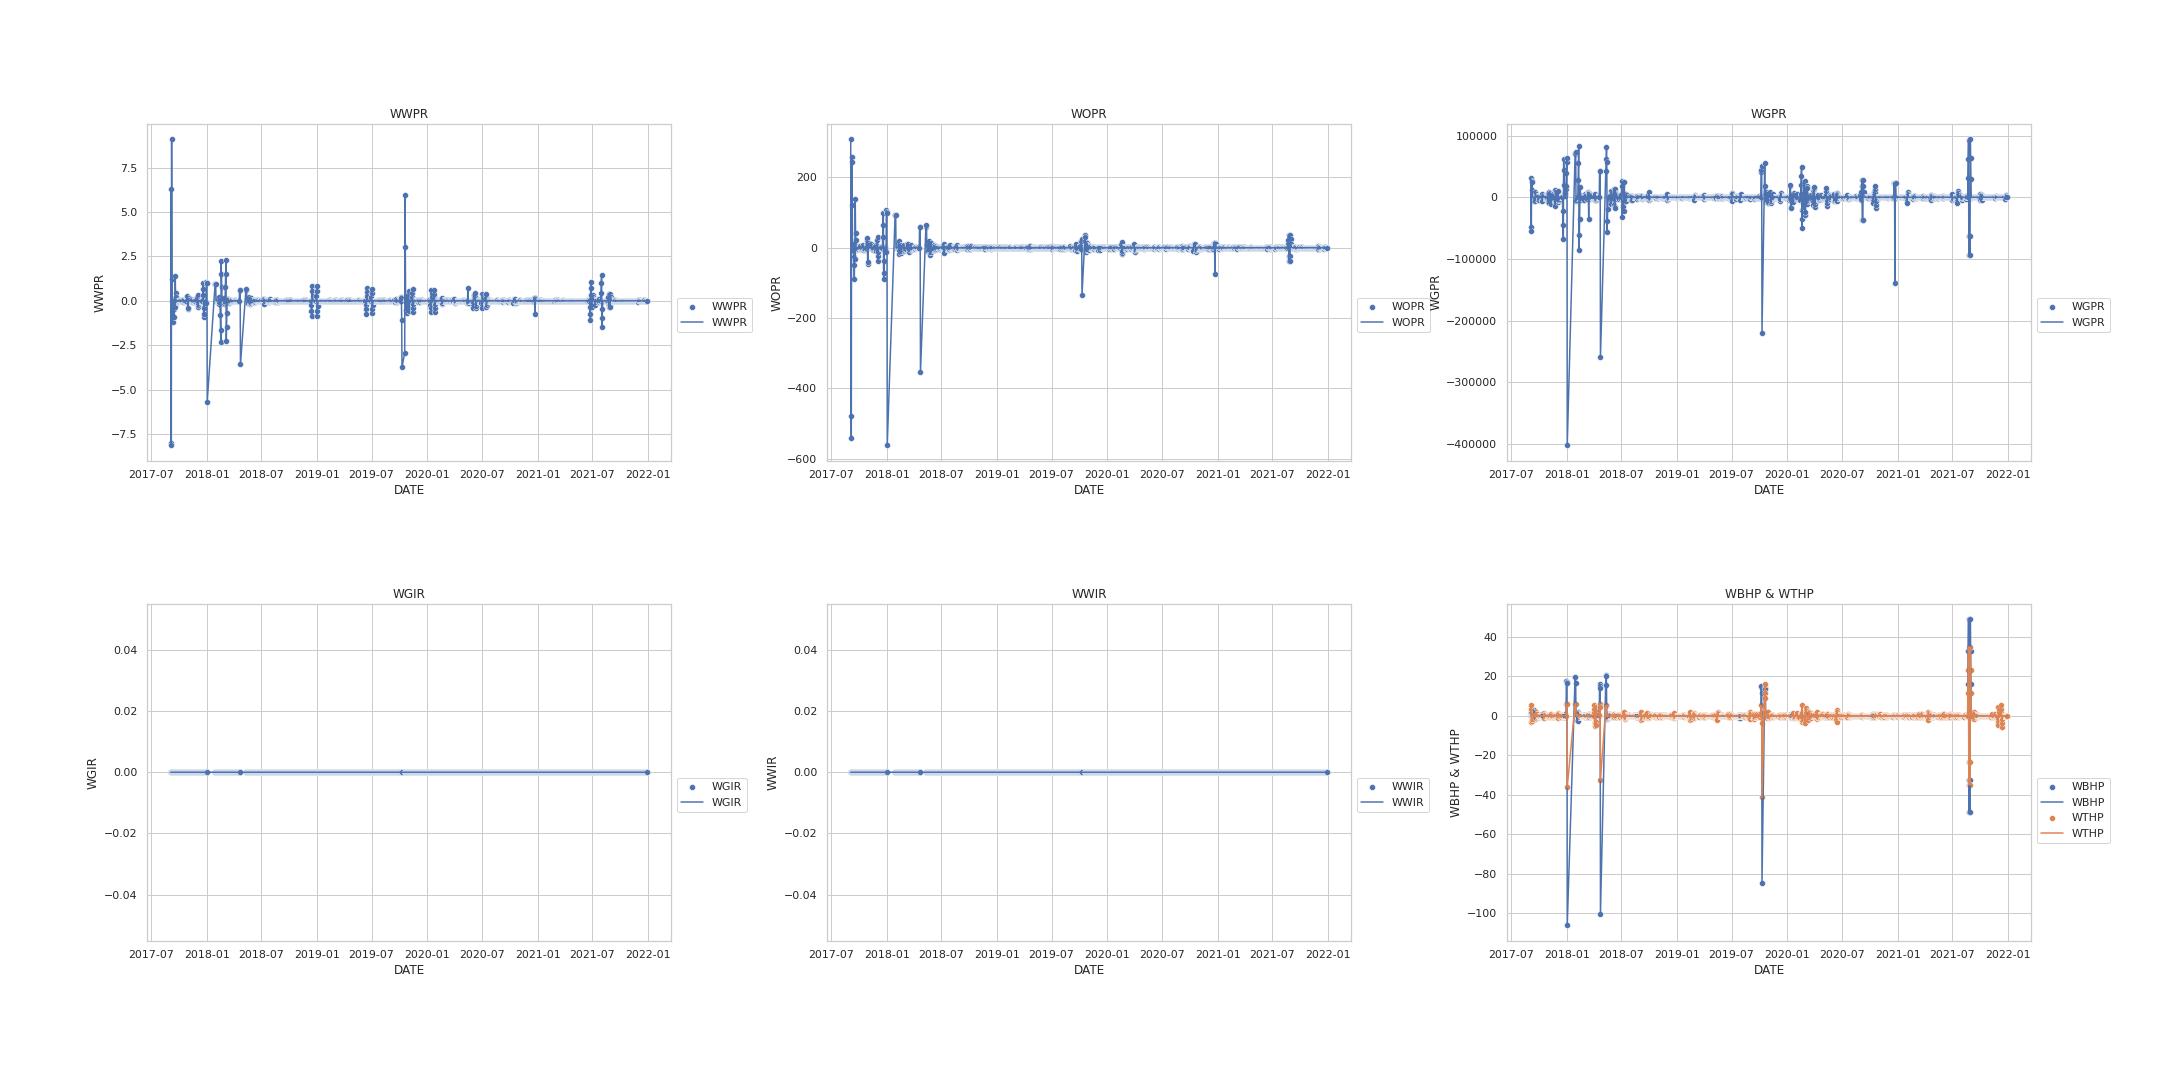 WWPR
WWPR
7.5
5.0
2.5
0.0
−2.5
−5.0
−7.5
2017-07 2018-01 2018-07 2019-01 2019-07 2020-01 2020-07 2021-01 2021-07 2022-01
DATE
WWPR
WWPR
WOPR
WOPR
200
0
−200
−400
−600
2017-07 2018-01 2018-07 2019-01 2019-07 2020-01 2020-07 2021-01 2021-07 2022-01
DATE
WOPR
WOPR
WGPR
WGPR
100000
0
−100000
−200000
−300000
−400000
2017-07 2018-01 2018-07 2019-01 2019-07 2020-01 2020-07 2021-01 2021-07 2022-01
DATE
WGPR
WGPR
WGIR
WGIR
0.04
0.02
0.00
−0.02
−0.04
2017-07 2018-01 2018-07 2019-01 2019-07 2020-01 2020-07 2021-01 2021-07 2022-01
DATE
WGIR
WGIR
WWIR
WWIR
0.04
0.02
0.00
−0.02
−0.04
2017-07 2018-01 2018-07 2019-01 2019-07 2020-01 2020-07 2021-01 2021-07 2022-01
DATE
WWIR
WWIR
WBHP & WTHP
WBHP & WTHP
40
20
0
−20
−40
−60
−80
−100
2017-07 2018-01 2018-07 2019-01 2019-07 2020-01 2020-07 2021-01 2021-07 2022-01
DATE
WBHP
WBHP
WTHP
WTHP